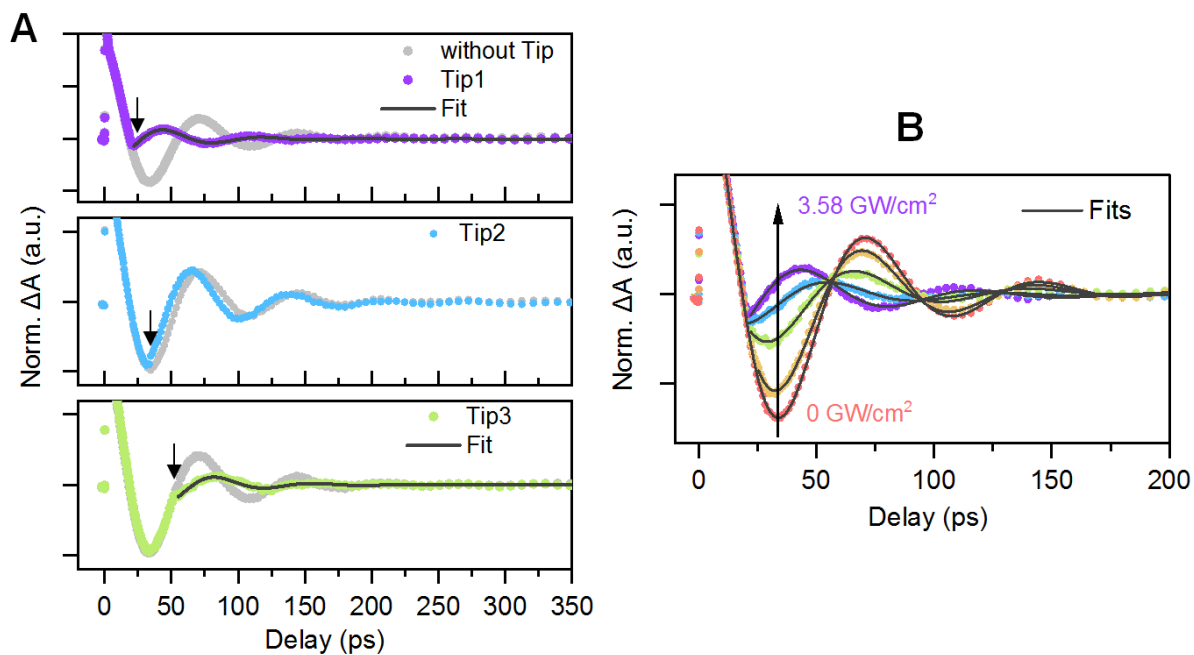 A
without Tip
Tip1
Fit
Tip2
Tip3
Fit
Norm. ΔA (a.u.)
0 50 100 150 200 250 300 350
Delay (ps)
B
3.58 GW/cm²
Fits
0 GW/cm²
Norm. ΔA (a.u.)
0 50 100 150 200
Delay (ps)